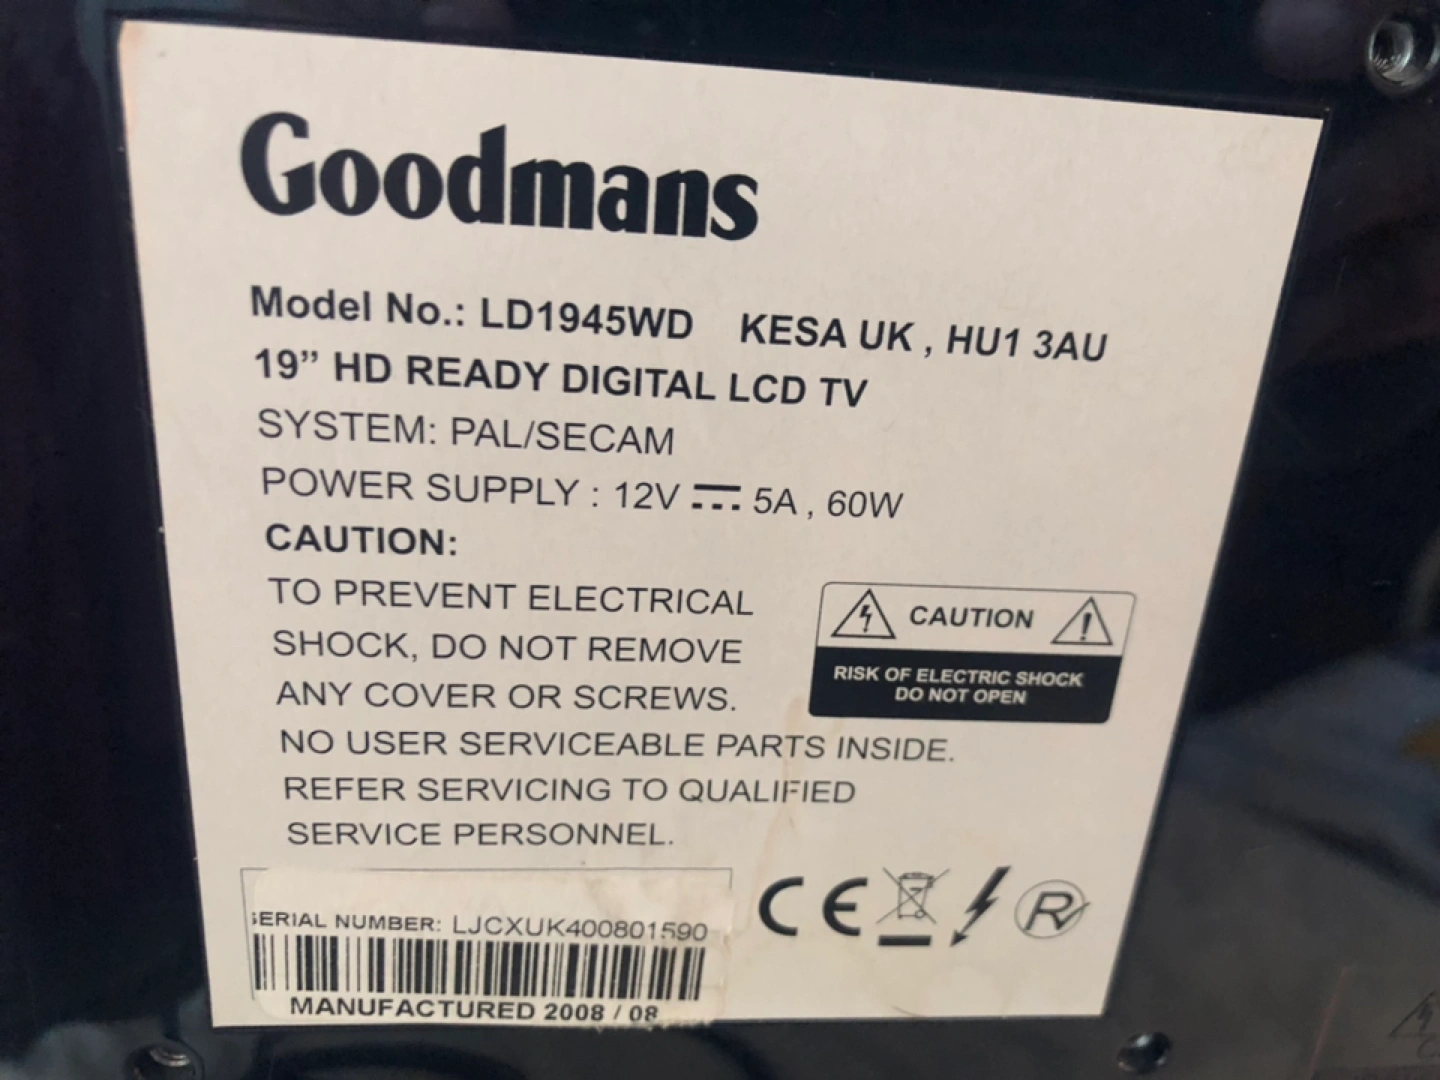 Goodmans
Model No.: LD1945WD KESA UK , HU1 3AU
19” HD READY DIGITAL LCD TV
SYSTEM: PAL/SECAM
POWER SUPPLY : 12V ⎓ 5A , 60W
CAUTION:
TO PREVENT ELECTRICAL
SHOCK, DO NOT REMOVE
ANY COVER OR SCREWS.
NO USER SERVICEABLE PARTS INSIDE.
REFER SERVICING TO QUALIFIED
SERVICE PERSONNEL.
CAUTION
RISK OF ELECTRIC SHOCK
DO NOT OPEN
SERIAL NUMBER: LJCXUK400801590
MANUFACTURED 2008 / 08
CE
R